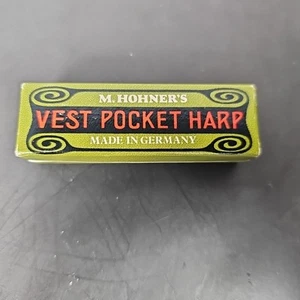 M. HOHNER'S
VEST POCKET HARP
MADE IN GERMANY